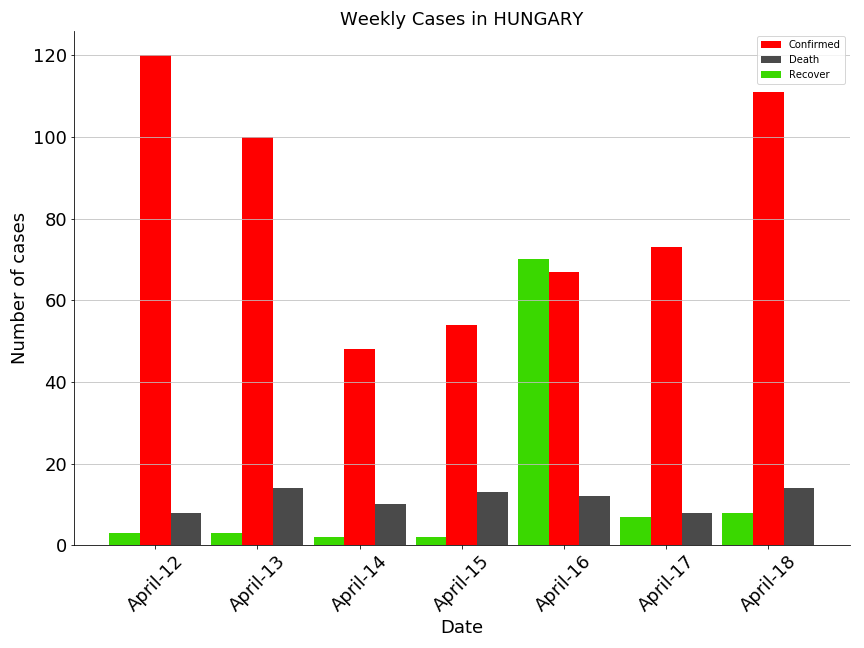 Weekly Cases in HUNGARY
Confirmed
Death
Recover
Number of cases
120
100
80
60
40
20
0
April-12
April-13
April-14
April-15
April-16
April-17
April-18
Date